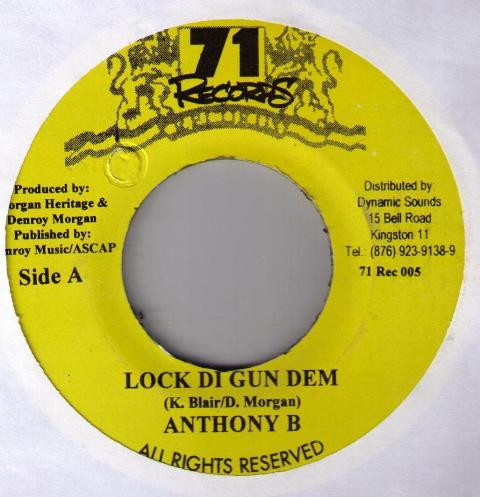 71
RECORDS
Produced by:
organ Heritage &
Denroy Morgan
Published by:
nroy Music/ASCAP
Side A
Distributed by:
Dynamic Sounds
15 Bell Road
Kingston 11
Tel.: (876) 923-9138-9
71 Rec 005
LOCK DI GUN DEM
(K. Blair/D. Morgan)
ANTHONY B
ALL RIGHTS RESERVED